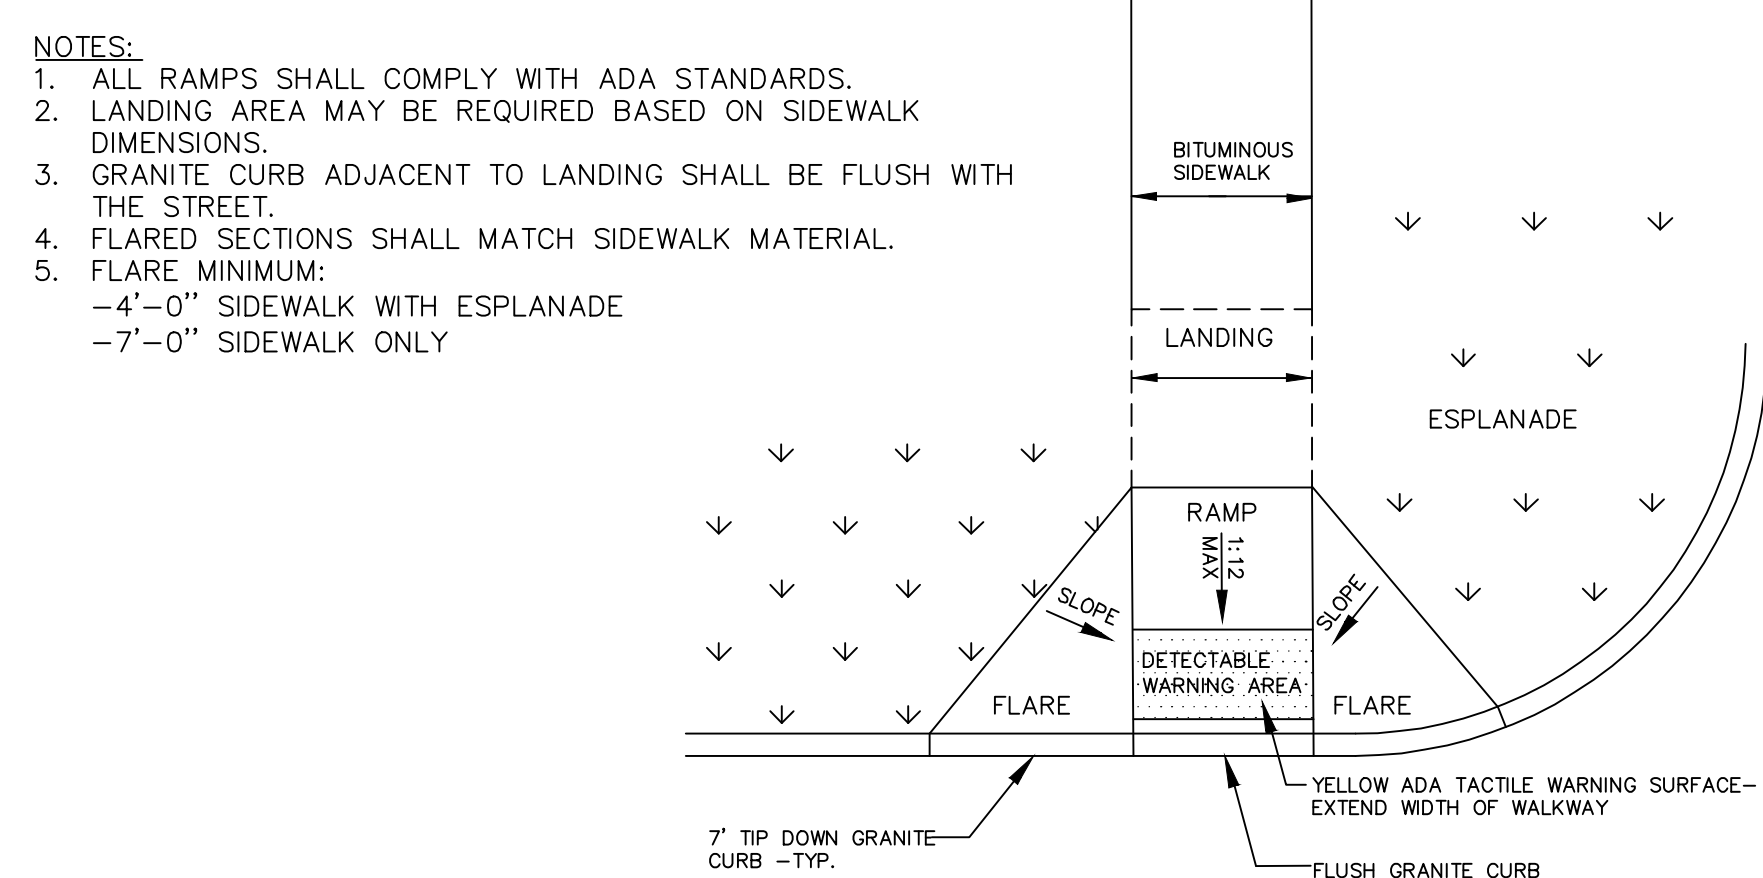 NOTES:
1. ALL RAMPS SHALL COMPLY WITH ADA STANDARDS.
2. LANDING AREA MAY BE REQUIRED BASED ON SIDEWALK
DIMENSIONS.
3. GRANITE CURB ADJACENT TO LANDING SHALL BE FLUSH WITH
THE STREET.
4. FLARED SECTIONS SHALL MATCH SIDEWALK MATERIAL.
5. FLARE MINIMUM:
-4'-0" SIDEWALK WITH ESPLANADE
-7'-0" SIDEWALK ONLY
BITUMINOUS
SIDEWALK
LANDING
ESPLANADE
RAMP
1:12
MAX
SLOPE
SLOPE
DETECTABLE
WARNING AREA
FLARE
FLARE
YELLOW ADA TACTILE WARNING SURFACE-
EXTEND WIDTH OF WALKWAY
7' TIP DOWN GRANITE
CURB -TYP.
FLUSH GRANITE CURB